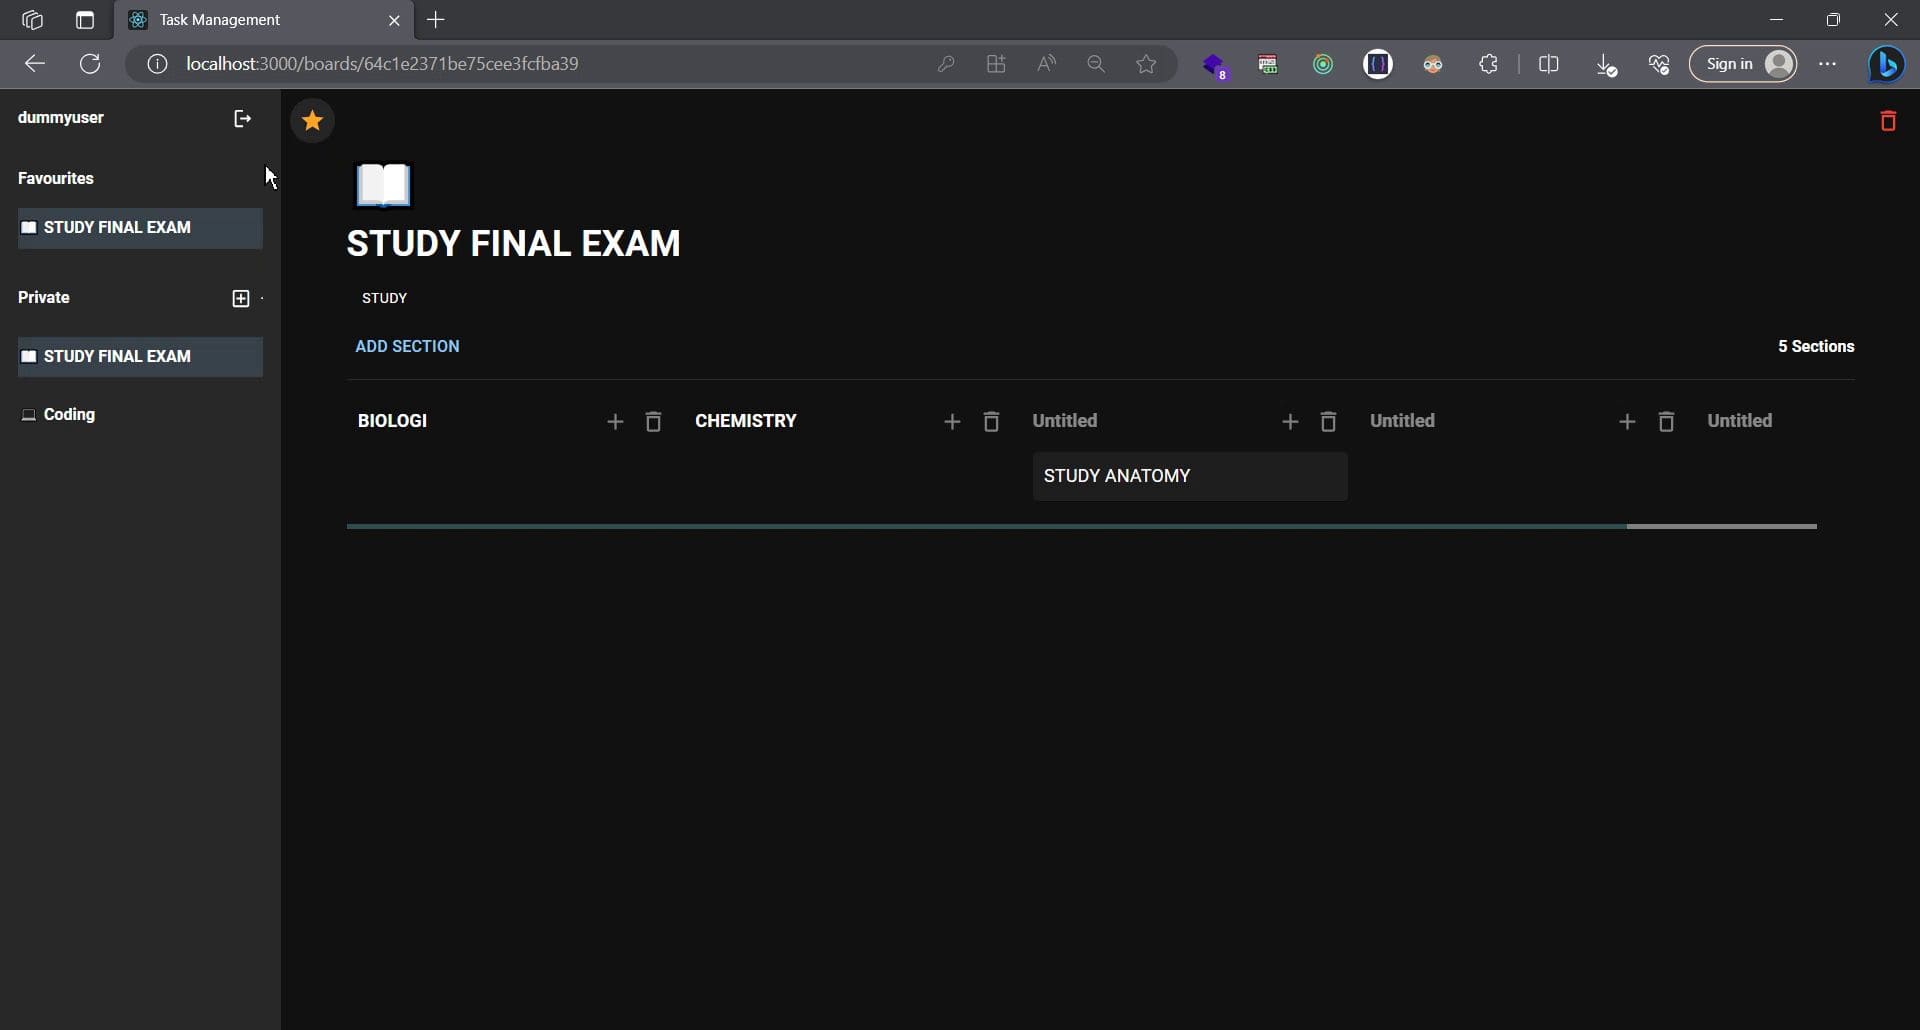 Task Management
localhost:3000/boards/64c1e2371be75cee3fcfba39
8
Sign in
dummyuser
Favourites
STUDY FINAL EXAM
Private
STUDY FINAL EXAM
Coding
STUDY FINAL EXAM
STUDY
ADD SECTION
5 Sections
BIOLOGI
CHEMISTRY
Untitled
Untitled
Untitled
STUDY ANATOMY